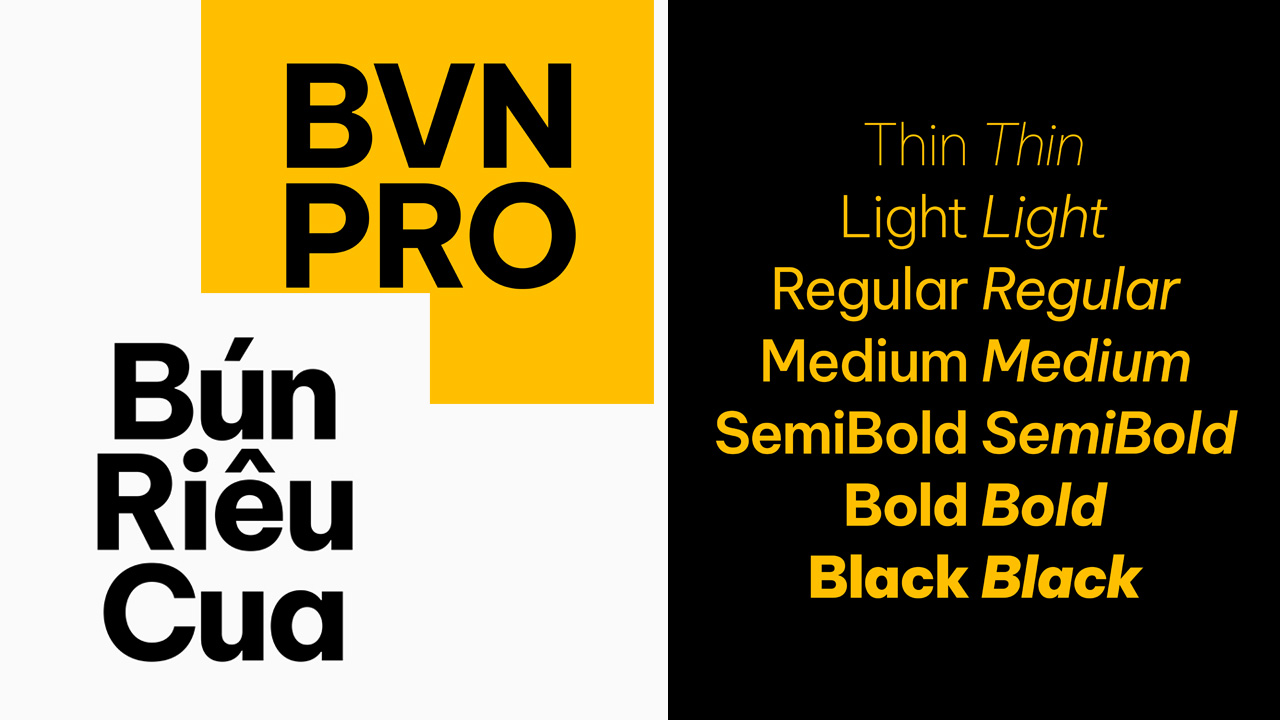 BVN
PRO
Bún
Riêu
Cua
Thin Thin
Light Light
Regular Regular
Medium Medium
SemiBold SemiBold
Bold Bold
Black Black